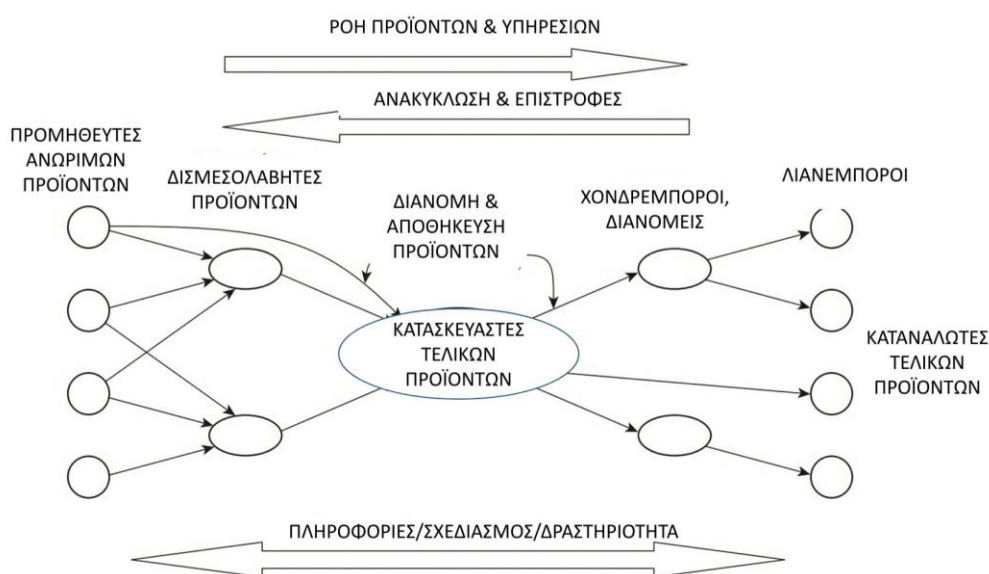 ΡΟΗ ΠΡΟΪΟΝΤΩΝ & ΥΠΗΡΕΣΙΩΝ
ΑΝΑΚΥΚΛΩΣΗ & ΕΠΙΣΤΡΟΦΕΣ
ΠΡΟΜΗΘΕΥΤΕΣ
ΑΝΩΡΙΜΩΝ
ΠΡΟΪΟΝΤΩΝ
ΔΙΣΜΕΣΟΛΑΒΗΤΕΣ
ΠΡΟΪΟΝΤΩΝ
ΔΙΑΝΟΜΗ &
ΑΠΟΘΗΚΕΥΣΗ
ΠΡΟΪΟΝΤΩΝ
ΧΟΝΔΡΕΜΠΟΡΟΙ,
ΔΙΑΝΟΜΕΙΣ
ΛΙΑΝΕΜΠΟΡΟΙ
ΚΑΤΑΣΚΕΥΑΣΤΕΣ
ΤΕΛΙΚΩΝ
ΠΡΟΪΟΝΤΩΝ
ΚΑΤΑΝΑΛΩΤΕΣ
ΤΕΛΙΚΩΝ
ΠΡΟΪΟΝΤΩΝ
ΠΛΗΡΟΦΟΡΙΕΣ/ΣΧΕΔΙΑΣΜΟΣ/ΔΡΑΣΤΗΡΙΟΤΗΤΑ